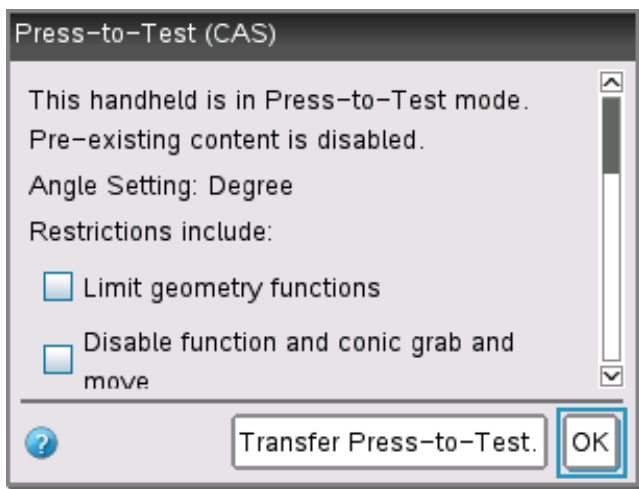 Press-to-Test (CAS)
This handheld is in Press-to-Test mode.
Pre-existing content is disabled.
Angle Setting: Degree
Restrictions include:
Limit geometry functions
Disable function and conic grab and
move
?
Transfer Press-to-Test.
OK